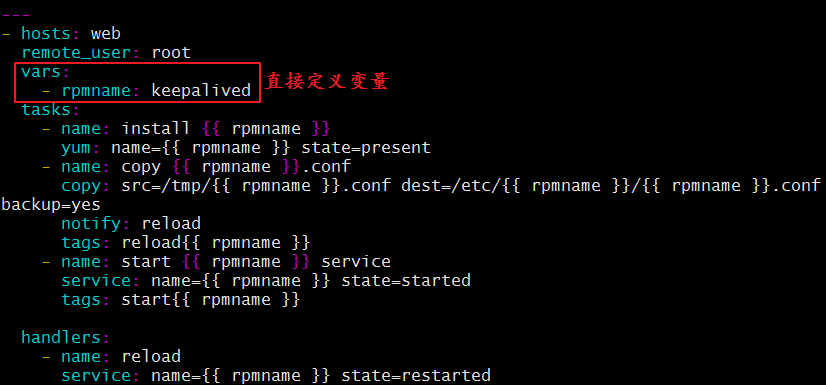 ---
- hosts: web
  remote_user: root
  vars:
    - rpmname: keepalived 直接定义变量
  tasks:
    - name: install {{ rpmname }}
      yum: name={{ rpmname }} state=present
    - name: copy {{ rpmname }}.conf
      copy: src=/tmp/{{ rpmname }}.conf dest=/etc/{{ rpmname }}/{{ rpmname }}.conf
backup=yes
      notify: reload
      tags: reload{{ rpmname }}
    - name: start {{ rpmname }} service
      service: name={{ rpmname }} state=started
      tags: start{{ rpmname }}
  handlers:
    - name: reload
      service: name={{ rpmname }} state=restarted